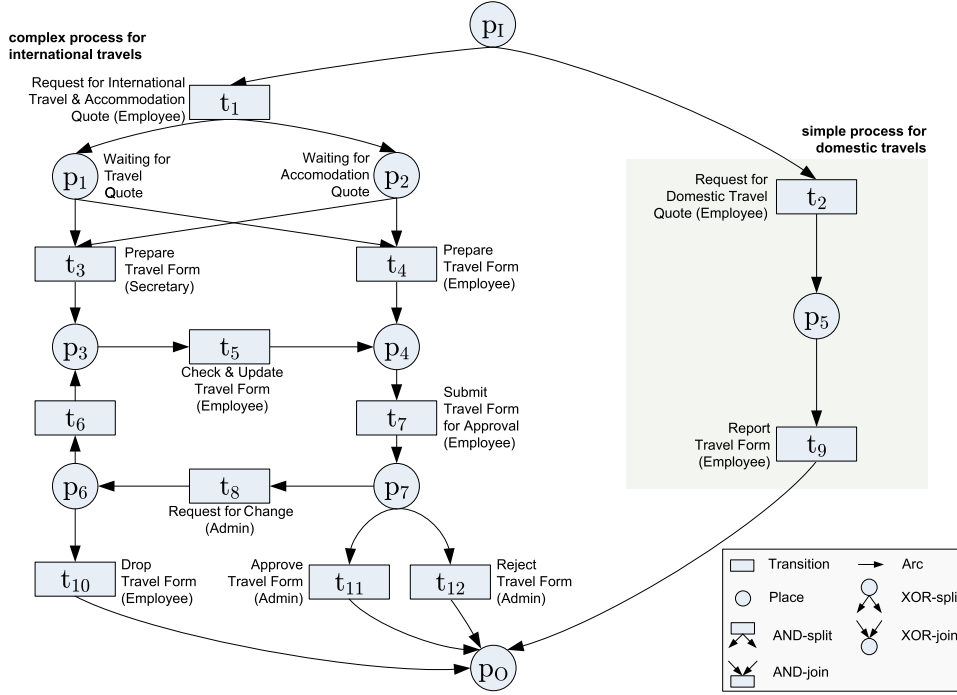 p_I
complex process for
international travels
Request for International
Travel & Accommodation
Quote (Employee)
t_1
simple process for
domestic travels
p_1
Waiting for
Travel
Quote
Waiting for
Accomodation
Quote
p_2
Request for
Domestic Travel
Quote (Employee)
t_2
t_3
Prepare
Travel Form
(Secretary)
t_4
Prepare
Travel Form
(Employee)
p_5
p_3
t_5
Check & Update
Travel Form
(Employee)
p_4
t_6
t_7
Submit
Travel Form
for Approval
(Employee)
Report
Travel Form
(Employee)
t_9
p_6
t_8
Request for Change
(Admin)
p_7
t_10
Drop
Travel Form
(Employee)
Approve
Travel Form
(Admin)
t_11
t_12
Reject
Travel Form
(Admin)
p_O
Transition
Arc
Place
XOR-split
AND-split
XOR-join
AND-join